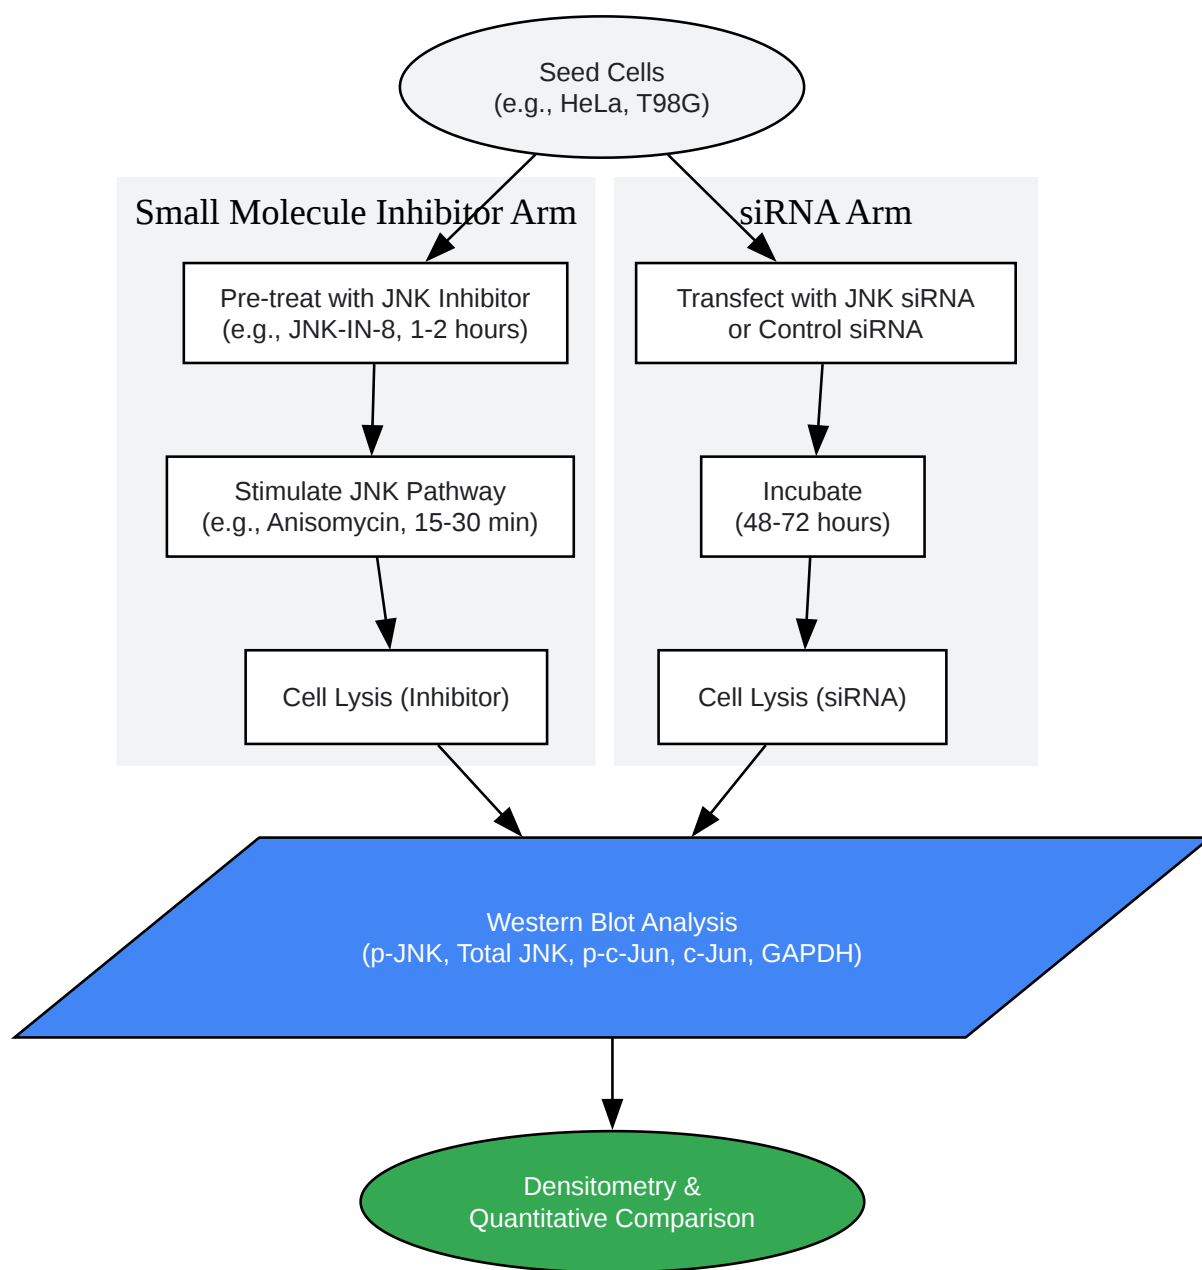 Seed Cells
(e.g., HeLa, T98G)
Small Molecule Inhibitor Arm
siRNA Arm
Pre-treat with JNK Inhibitor
(e.g., JNK-IN-8, 1-2 hours)
Transfect with JNK siRNA
or Control siRNA
Stimulate JNK Pathway
(e.g., Anisomycin, 15-30 min)
Incubate
(48-72 hours)
Cell Lysis (Inhibitor)
Cell Lysis (siRNA)
Western Blot Analysis
(p-JNK, Total JNK, p-c-Jun, c-Jun, GAPDH)
Densitometry &
Quantitative Comparison